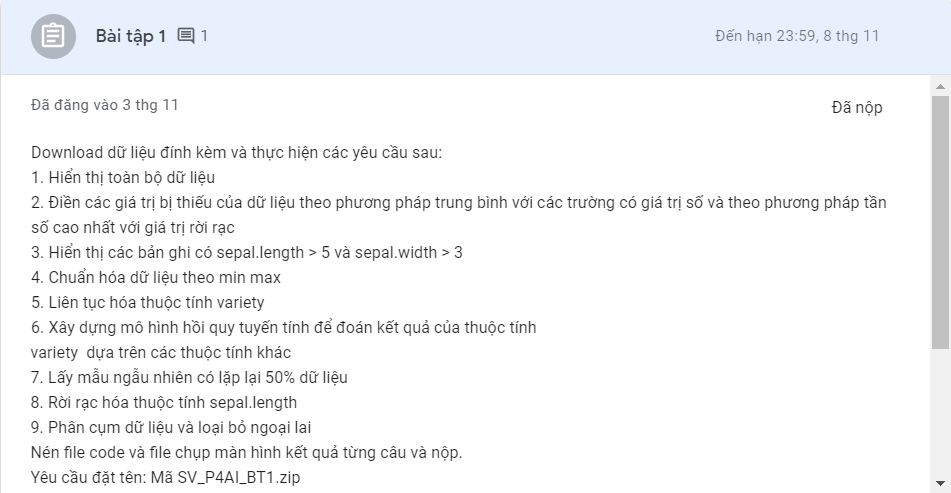 Bài tập 1 1
Đến hạn 23:59, 8 thg 11
Đã đăng vào 3 thg 11
Đã nộp
Download dữ liệu đính kèm và thực hiện các yêu cầu sau:
1. Hiển thị toàn bộ dữ liệu
2. Điền các giá trị bị thiếu của dữ liệu theo phương pháp trung bình với các trường có giá trị số và theo phương pháp tần
số cao nhất với giá trị rời rạc
3. Hiển thị các bản ghi có sepal.length > 5 và sepal.width > 3
4. Chuẩn hóa dữ liệu theo min max
5. Liên tục hóa thuộc tính variety
6. Xây dựng mô hình hồi quy tuyến tính để đoán kết quả của thuộc tính
variety  dựa trên các thuộc tính khác
7. Lấy mẫu ngẫu nhiên có lặp lại 50% dữ liệu
8. Rời rạc hóa thuộc tính sepal.length
9. Phân cụm dữ liệu và loại bỏ ngoại lai
Nén file code và file chụp màn hình kết quả từng câu và nộp.
Yêu cầu đặt tên: Mã SV_P4AI_BT1.zip